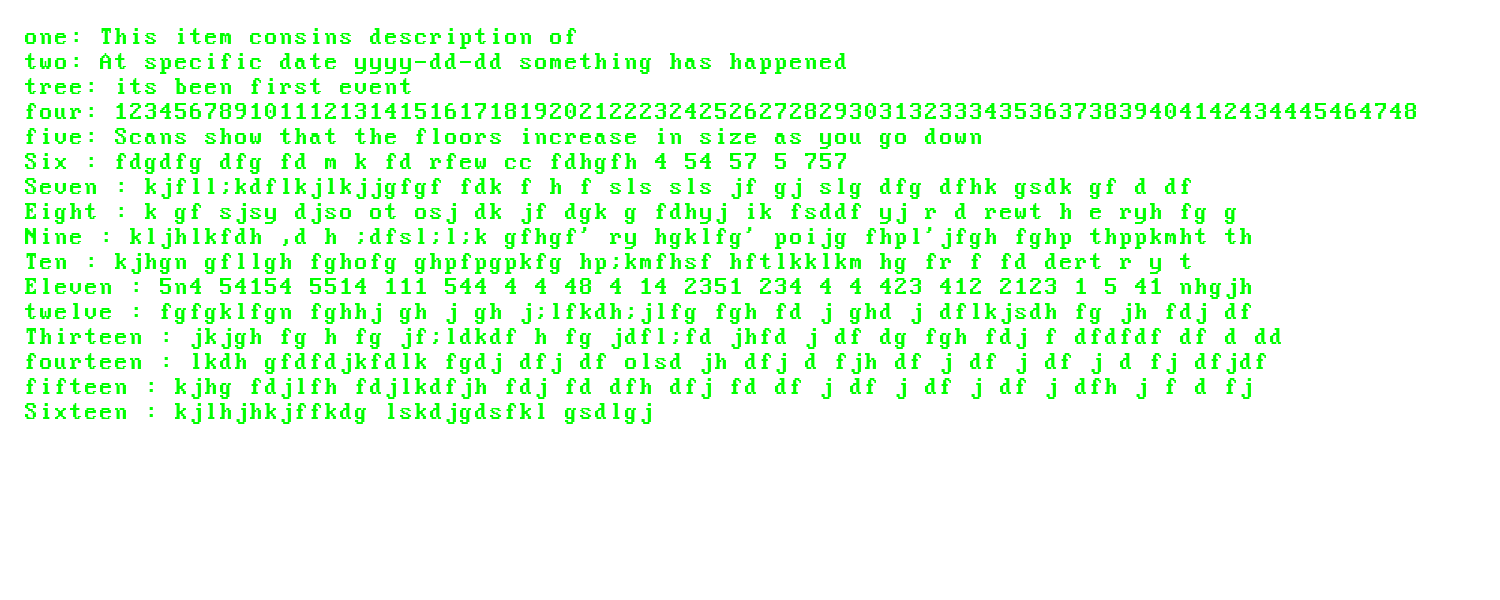 one: This item consins description of
two: At specific date yyyy-dd-dd something has happened
tree: its been first event
four: 123456789101112131415161718192021222324252627282930313233343536373839404142434445464748
five: Scans show that the floors increase in size as you go down
Six : fdgdfg dfg fd m k fd rfew cc fdhgfh 4 54 57 5 757
Seven : kjfll;kdflkjlkjjgfgf fdk f h f sls sls jf gj slg dfg dfhk gsdk gf d df
Eight : k gf sjsy djso ot osj dk jf dgk g fdhyj ik fsddf yj r d rewt h e ryh fg g
Nine : kljhlkfdh ,d h ;dfsl;l;k gfhgf' ry hgklfg' poijg fhpl'jfgh fghp thppkmht th
Ten : kjhgn gfllgh fghofg ghpfpgpkfg hp;kmfhsf hftlkklkm hg fr f fd dert r y t
Eleven : 5n4 54154 5514 111 544 4 4 48 4 14 2351 234 4 4 423 412 2123 1 5 41 nhgjh
twelve : fgfgklfgn fghhj gh j gh j;lfkdh;jlfg fgh fd j ghd j dflkjsdh fg jh fdj df
Thirteen : jkjgh fg h fg jf;ldkdf h fg jdfl;fd jhfd j df dg fgh fdj f dfdfdf df d dd
fourteen : lkdh gfdfdjkfdlk fgdj dfj df olsd jh dfj d fjh df j df j df j d fj dfjdf
fifteen : kjhg fdjlfh fdjlkdfjh fdj fd dfh dfj fd df j df j df j df j dfh j f d fj
Sixteen : kjlhjhkjffkdg lskdjgdsfkl gsdlgj